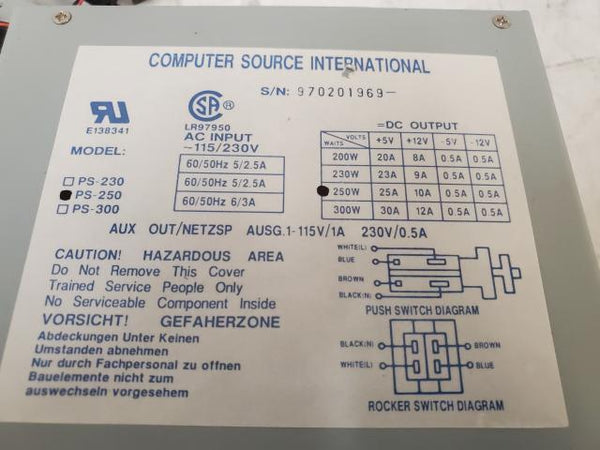 COMPUTER SOURCE INTERNATIONAL
S/N: 970201969-
E138341
LR97950
AC INPUT
~115/230V
MODEL:
PS-230
PS-250
PS-300
60/50Hz 5/2.5A
60/50Hz 5/2.5A
60/50Hz 6/3A
=DC OUTPUT
VOLTS WAITS +5V +12V -5V -12V
200W 20A 8A 0.5A 0.5A
230W 23A 9A 0.5A 0.5A
250W 25A 10A 0.5A 0.5A
300W 30A 12A 0.5A 0.5A
AUX OUT/NETZSP AUSG.1-115V/1A 230V/0.5A
CAUTION! HAZARDOUS AREA
Do Not Remove This Cover
Trained Service People Only
No Serviceable Component Inside
VORSICHT! GEFAHERZONE
Abdeckungen Unter Keinen
Umstanden abnehmen
Nur durch Fachpersonal zu offnen
Bauelemente nicht zum
auswechseln vorgesehem
WHITE(L)
BLUE
BROWN
BLACK(N)
PUSH SWITCH DIAGRAM
BLACK(N) BROWN
WHITE(L) BLUE
ROCKER SWITCH DIAGRAM